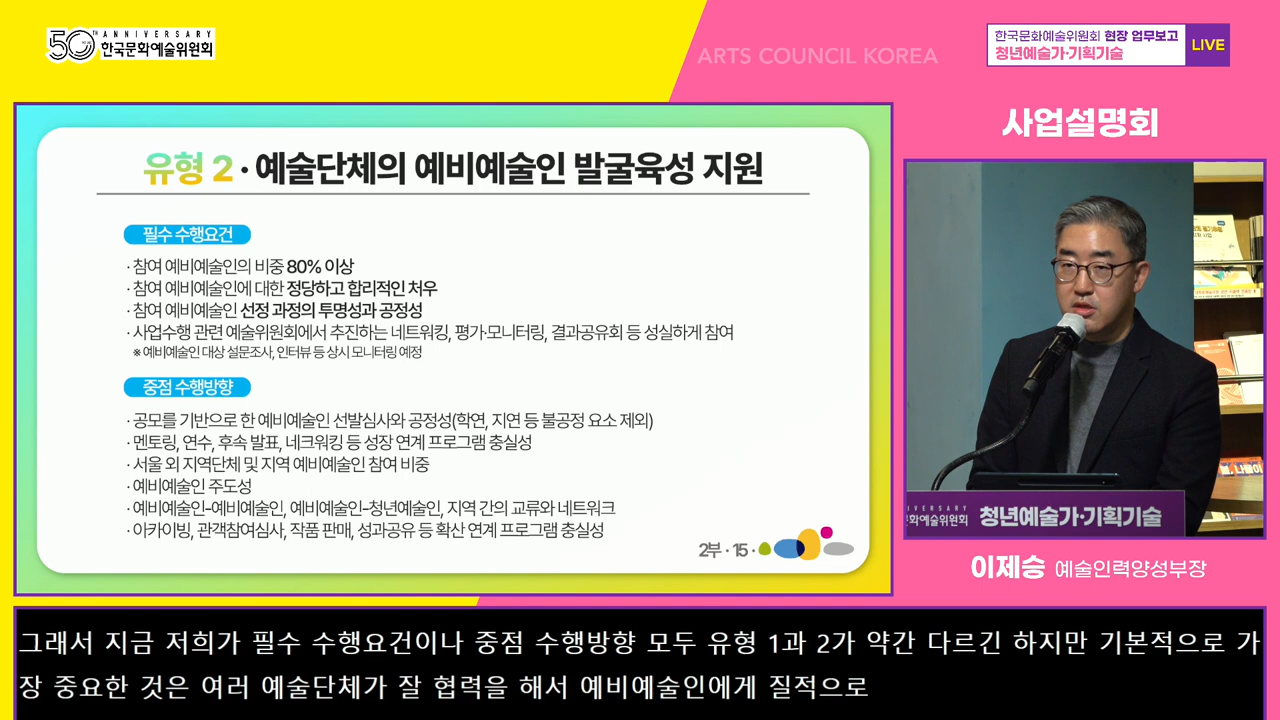 50TH ANNIVERSARY
한국문화예술위원회
ARTS COUNCIL KOREA
한국문화예술위원회 현장 업무보고
청년예술가·기획기술
LIVE
사업설명회
유형 2 · 예술단체의 예비예술인 발굴육성 지원
필수 수행요건
· 참여 예비예술인의 비중 80% 이상
· 참여 예비예술인에 대한 정당하고 합리적인 처우
· 참여 예비예술인 선정 과정의 투명성과 공정성
· 사업수행 관련 예술위원회에서 추진하는 네트워킹, 평가·모니터링, 결과공유회 등 성실하게 참여
※ 예비예술인 대상 설문조사, 인터뷰 등 상시 모니터링 예정
중점 수행방향
· 공모를 기반으로 한 예비예술인 선발심사와 공정성(학연, 지연 등 불공정 요소 제외)
· 멘토링, 연수, 후속 발표, 네크워킹 등 성장 연계 프로그램 충실성
· 서울 외 지역단체 및 지역 예비예술인 참여 비중
· 예비예술인 주도성
· 예비예술인-예비예술인, 예비예술인-청년예술인, 지역 간의 교류와 네트워크
· 아카이빙, 관객참여심사, 작품 판매, 성과공유 등 확산 연계 프로그램 충실성
2부 · 15 ·
NIVERSARY
문화예술위원회
청년예술가·기획기술
이제승 예술인력양성부장
그래서 지금 저희가 필수 수행요건이나 중점 수행방향 모두 유형 1과 2가 약간 다르긴 하지만 기본적으로 가
장 중요한 것은 여러 예술단체가 잘 협력을 해서 예비예술인에게 질적으로